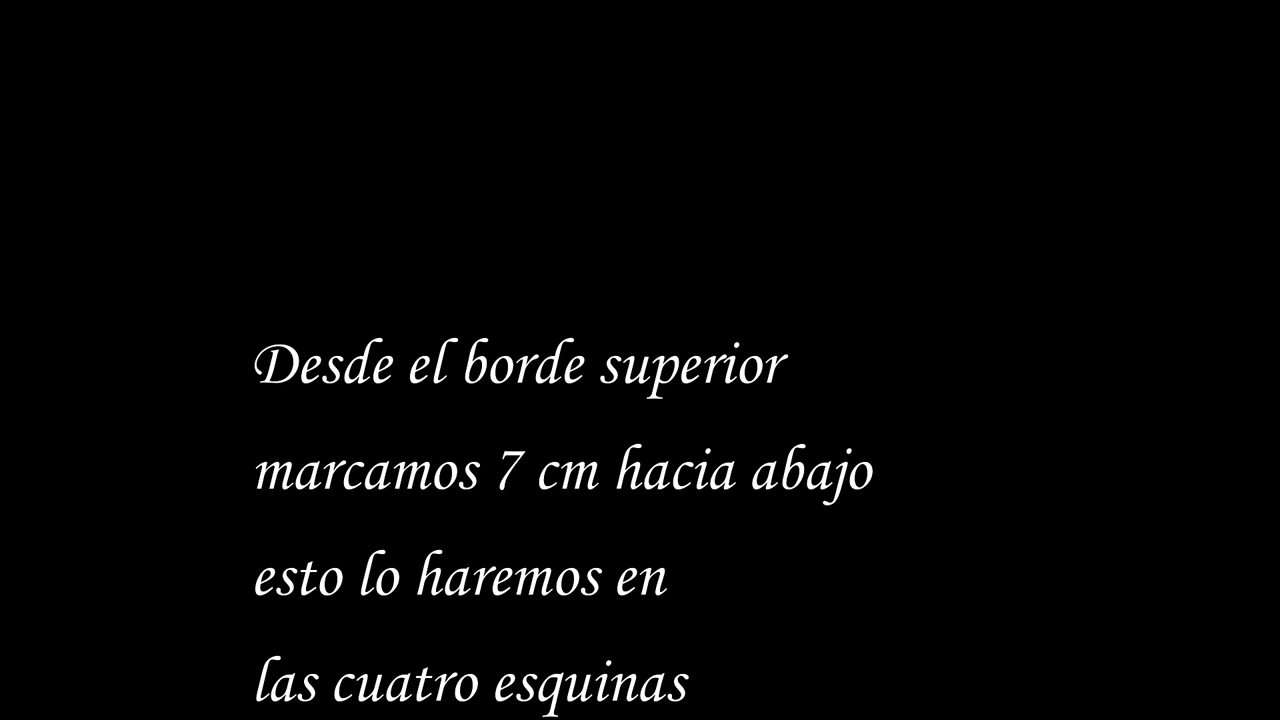 Desde el borde superior
marcamos 7 cm hacia abajo
esto lo haremos en
las cuatro esquinas